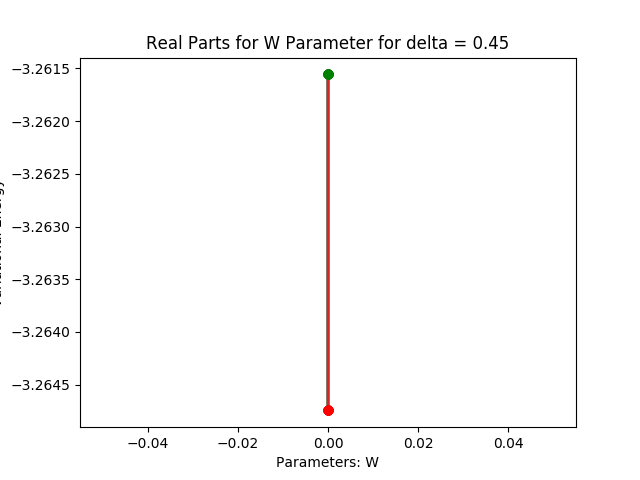 Real Parts for W Parameter for delta = 0.45
−3.2615
−3.2620
−3.2625
−3.2630
−3.2635
−3.2640
−3.2645
−0.04 −0.02 0.00 0.02 0.04
Parameters: W